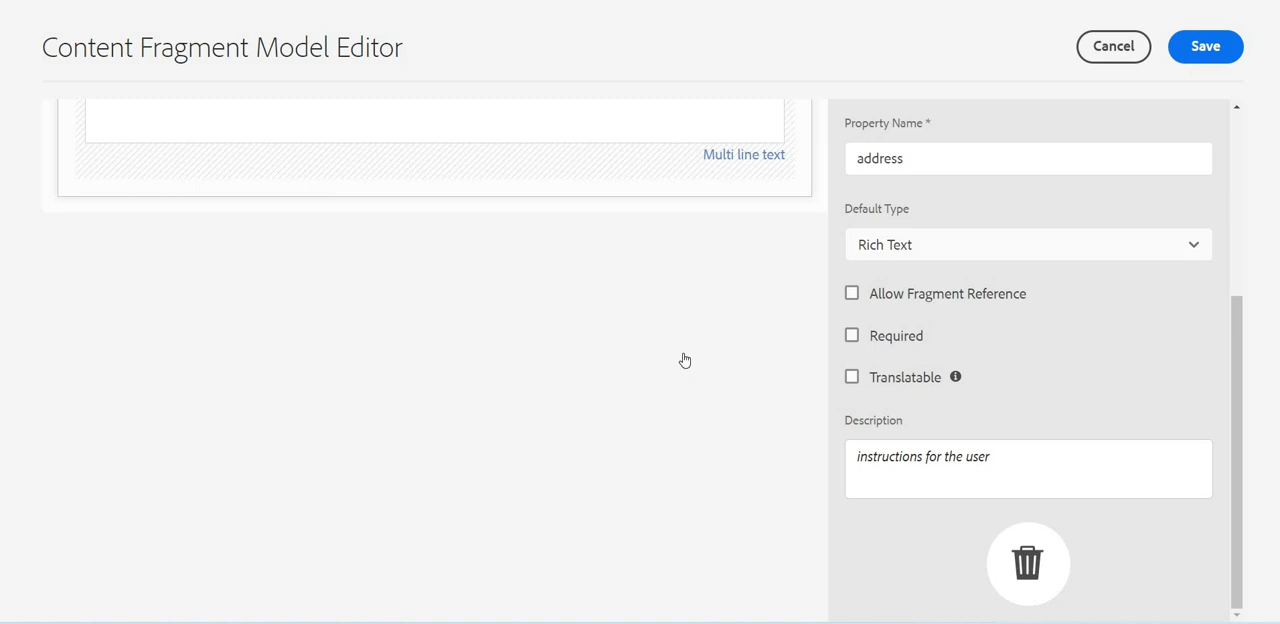 Content Fragment Model Editor
Cancel
Save
Multi line text
Property Name *
address
Default Type
Rich Text
Allow Fragment Reference
Required
Translatable
Description
instructions for the user